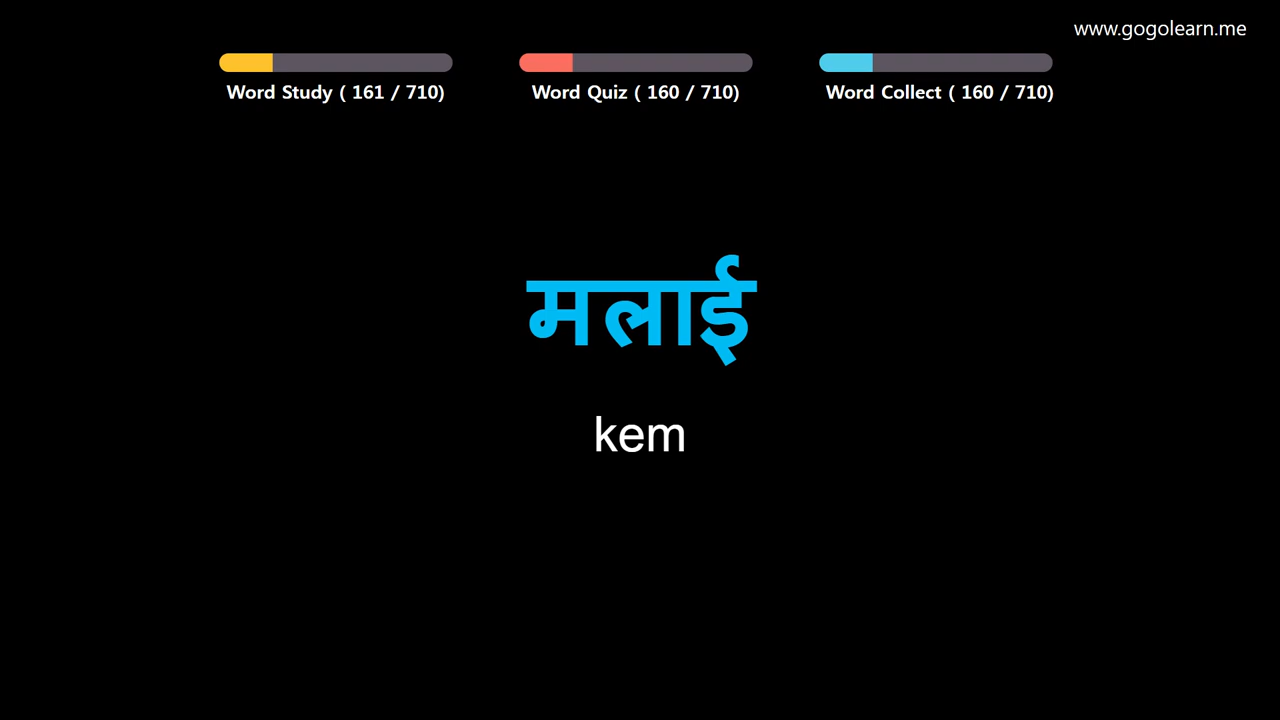 www.gogolearn.me
Word Study ( 161 / 710)
Word Quiz ( 160 / 710)
Word Collect ( 160 / 710)
मलाई
kem